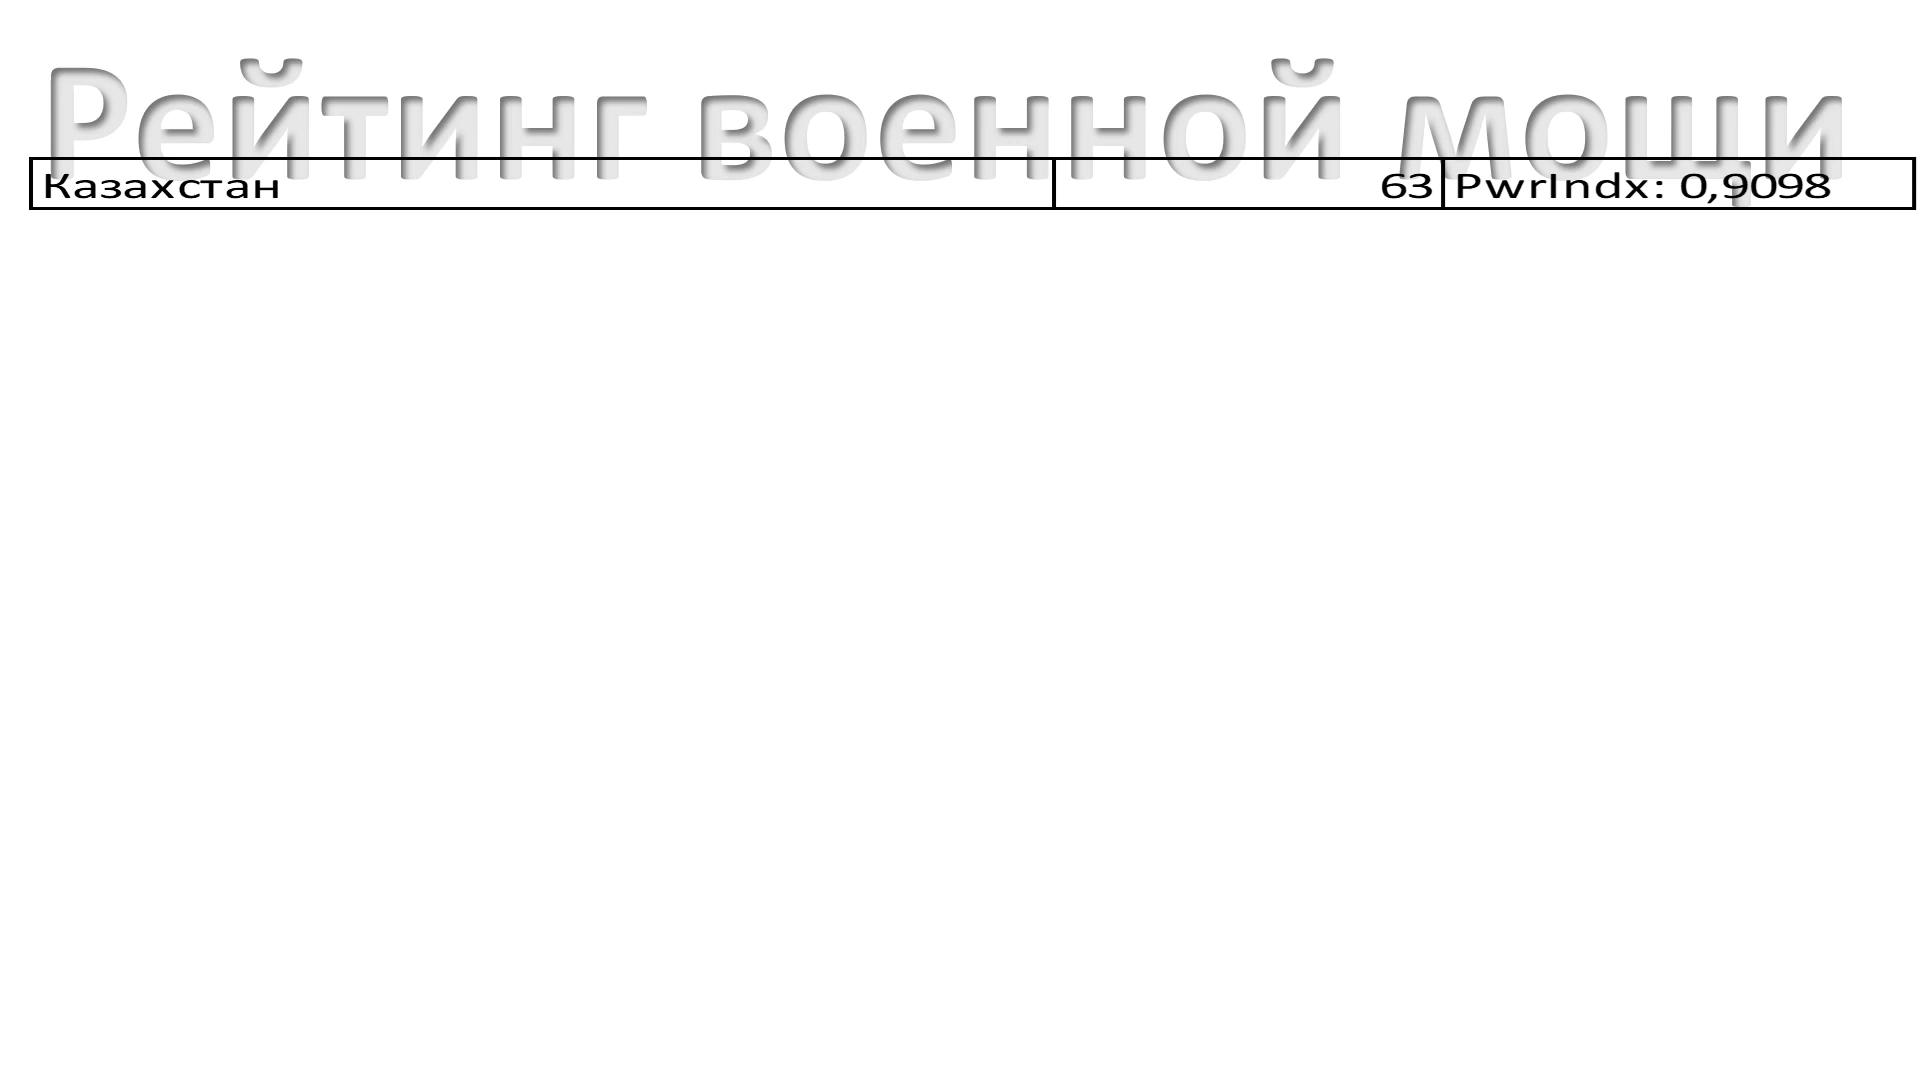 Рейтинг военной мощи
Казахстан 63 PwrIndx: 0,9098